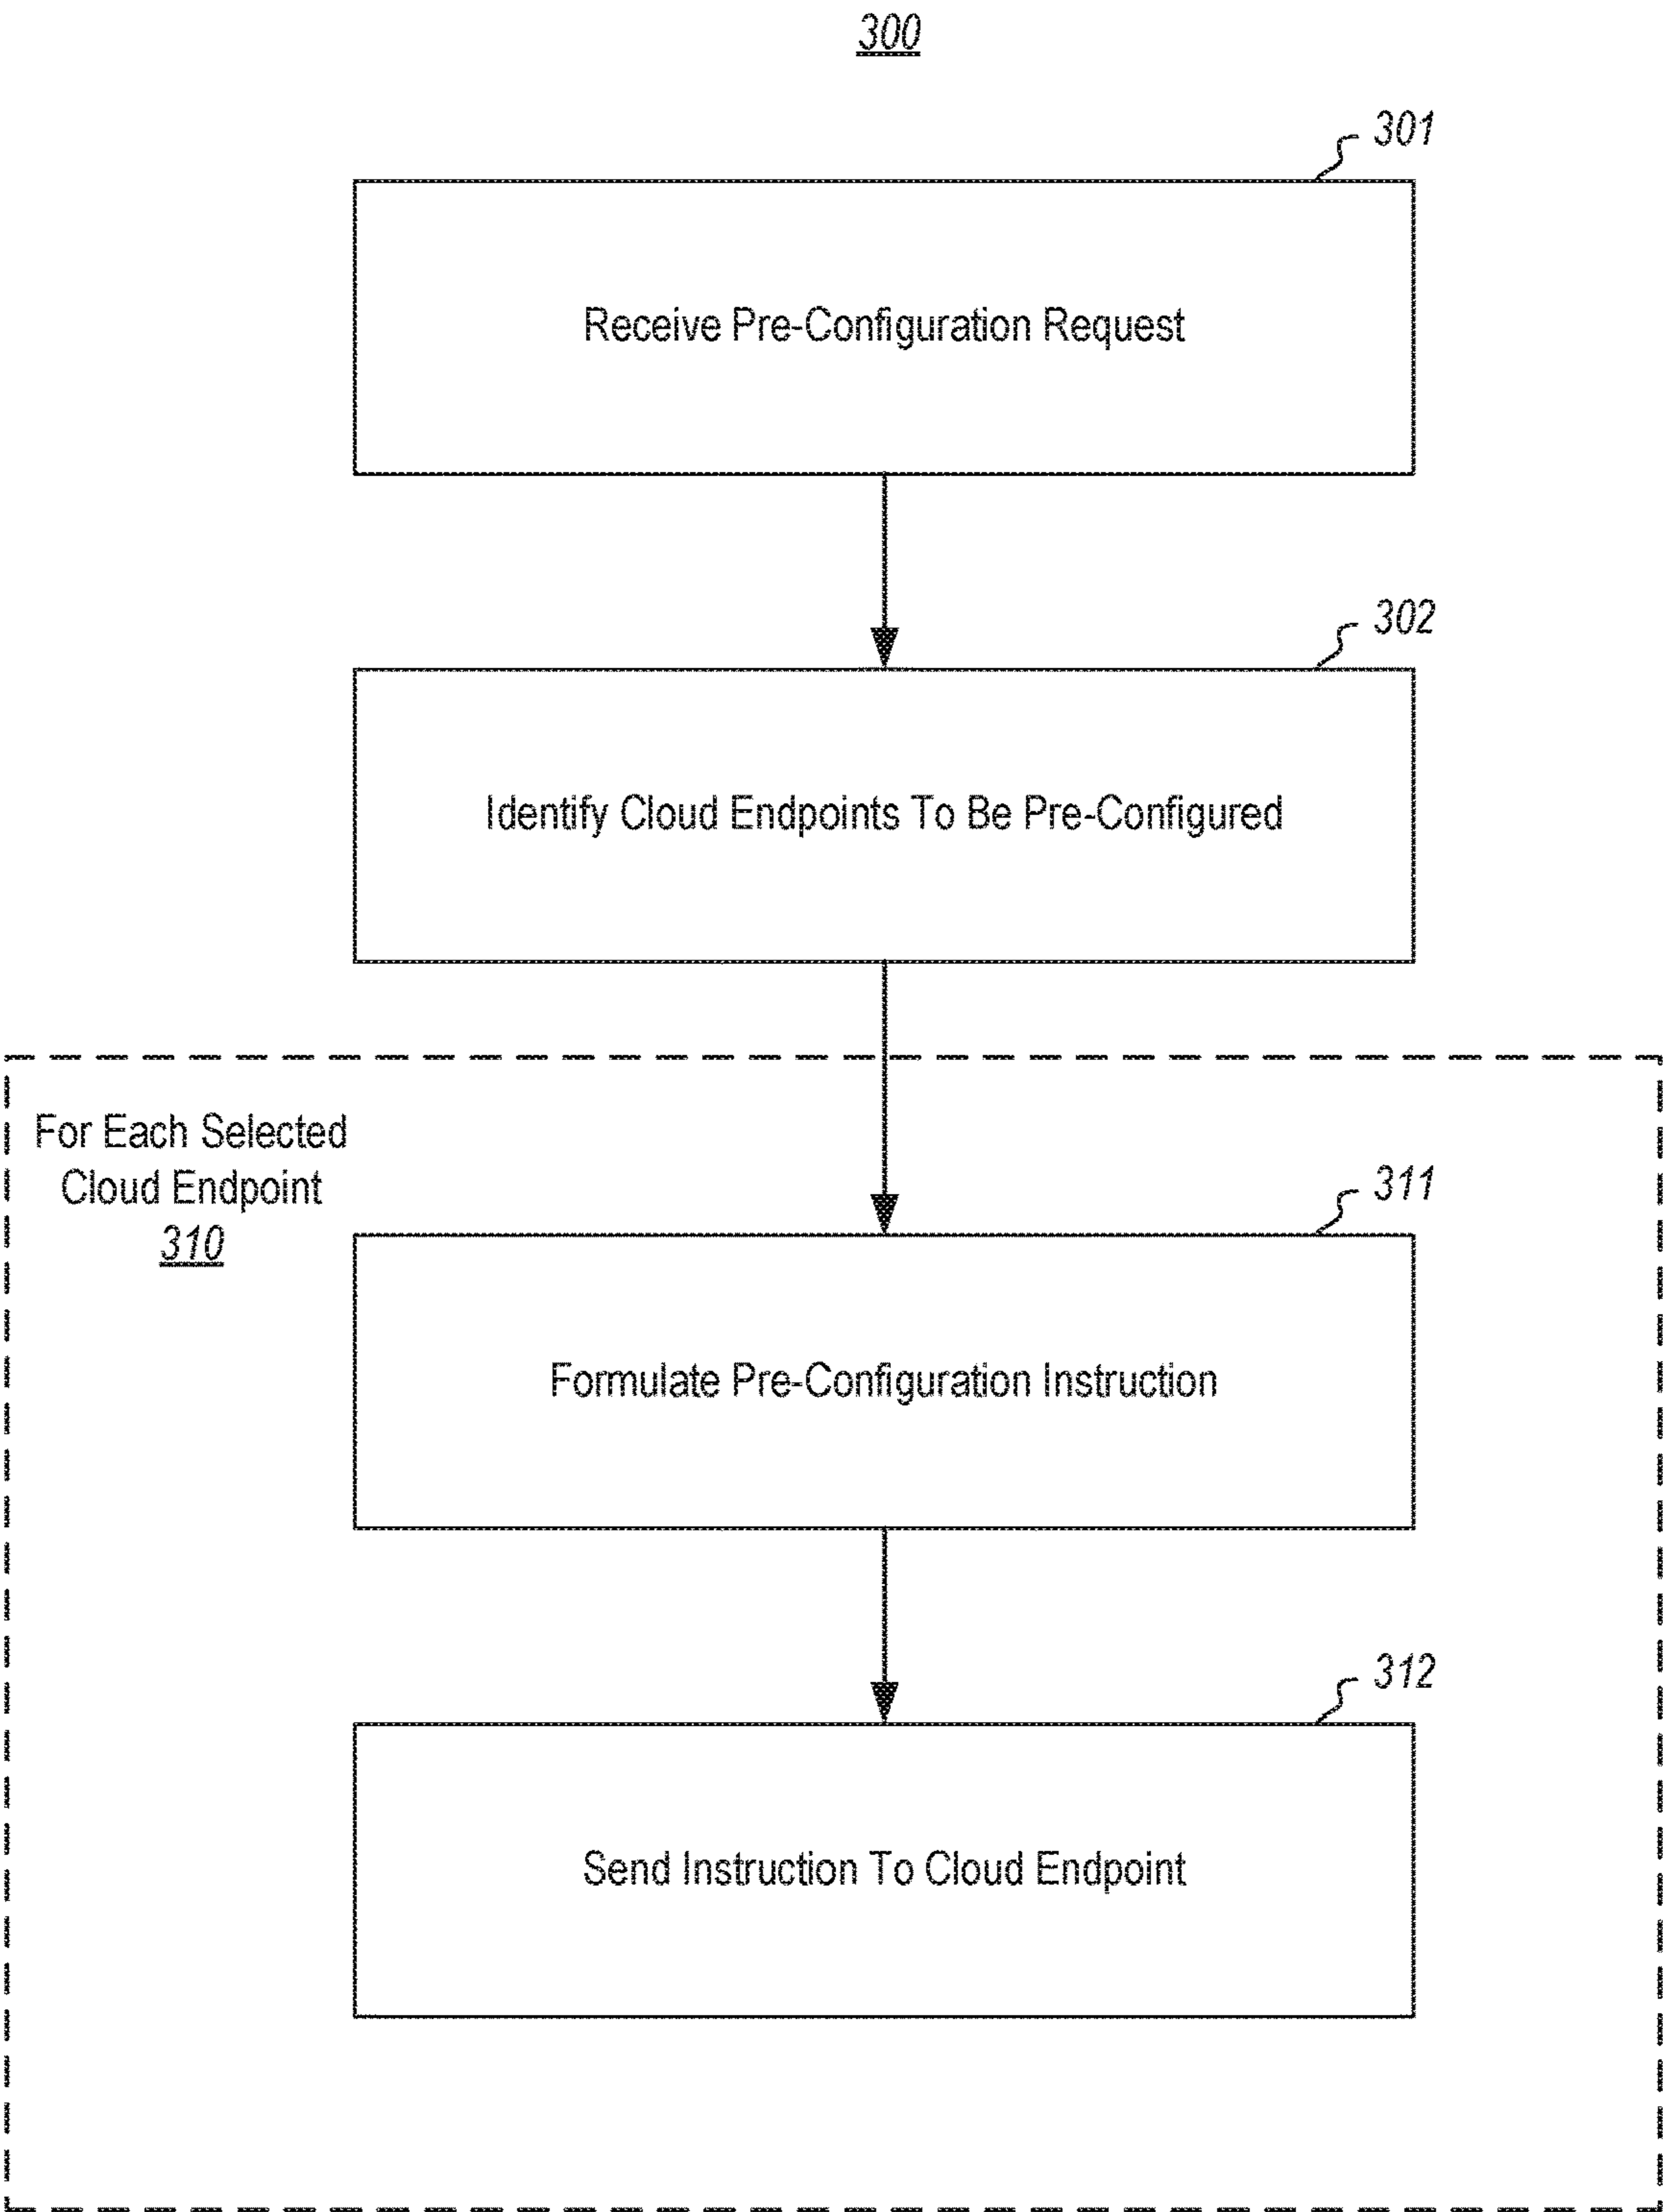 300
301
Receive Pre-Configuration Request
302
Identify Cloud Endpoints To Be Pre-Configured
For Each Selected
Cloud Endpoint
310
311
Formulate Pre-Configuration Instruction
312
Send Instruction To Cloud Endpoint